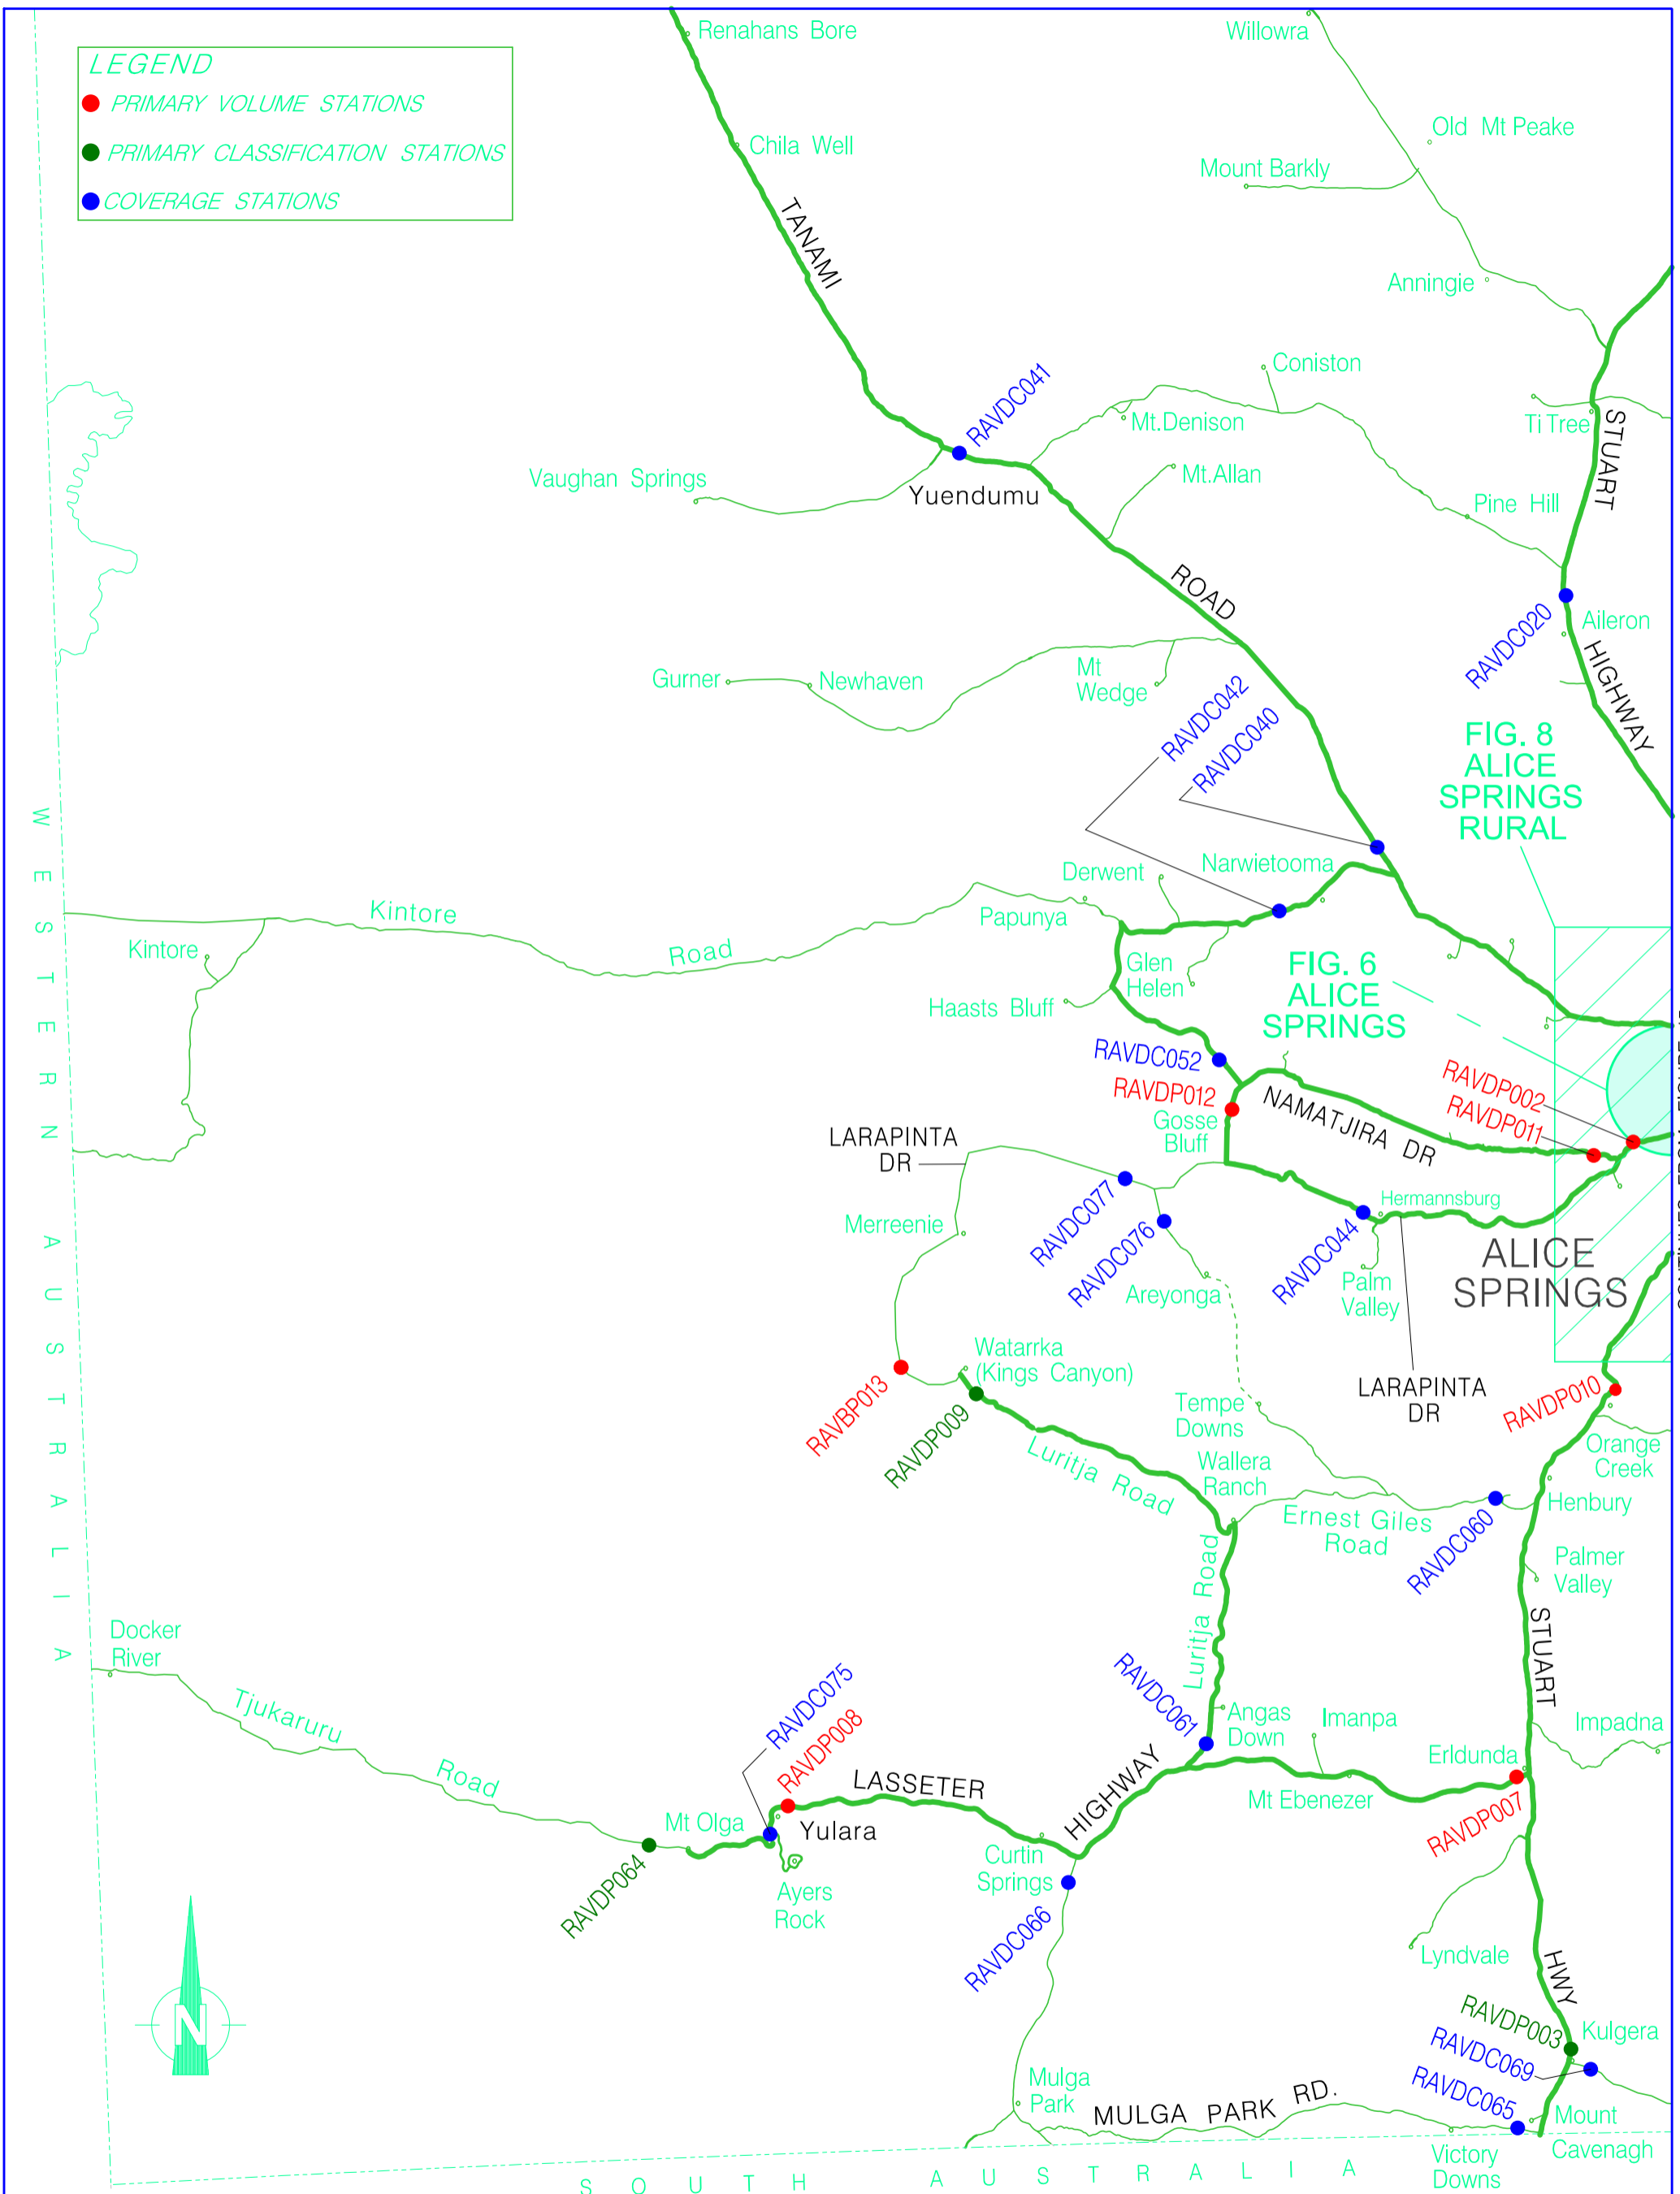 Renahans Bore
Willowra
LEGEND
PRIMARY VOLUME STATIONS
PRIMARY CLASSIFICATION STATIONS
COVERAGE STATIONS
Old Mt Peake
Chila Well
Mount Barkly
TANAMI
Anningie
Coniston
RAVDC041
Mt.Denison
Ti Tree
STUART
Vaughan Springs
Mt.Allan
Yuendumu
Pine Hill
ROAD
RAVDC020
Aileron
HIGHWAY
Gurner
Newhaven
Mt
Wedge
RAVDC042
RAVDC040
FIG. 8
ALICE
SPRINGS
RURAL
WESTERN AUSTRALIA
Derwent
Narwietooma
Kintore
Road
Papunya
Kintore
Glen
Helen
FIG. 6
ALICE
SPRINGS
Haasts Bluff
RAVDC052
RAVDP012
RAVDP002
RAVDP011
Gosse
Bluff
NAMATJIRA DR
LARAPINTA
DR
RAVDC077
Merreenie
RAVDC076
RAVDC044
Hermannsburg
ALICE
SPRINGS
Areyonga
Palm
Valley
Watarrka
(Kings Canyon)
RAVBP013
RAVDP009
LARAPINTA
DR
RAVDP010
Tempe
Downs
Luritja Road
Wallera
Ranch
Orange
Creek
Henbury
Ernest Giles
Road
RAVDC060
Palmer
Valley
Luritja Road
STUART
Docker
River
Tjukaruru
Road
RAVDC075
RAVDP008
RAVDC061
Angas
Down
Imanpa
Impadna
Erldunda
LASSETER
HIGHWAY
Mt Ebenezer
RAVDP007
Mt Olga
Yulara
RAVDP064
Ayers
Rock
Curtin
Springs
RAVDC066
Lyndvale
HWY
N
RAVDP003
Kulgera
RAVDC069
RAVDC065
Mulga
Park
MULGA PARK RD.
Mount
Cavenagh
Victory
Downs
SOUTH AUSTRALIA